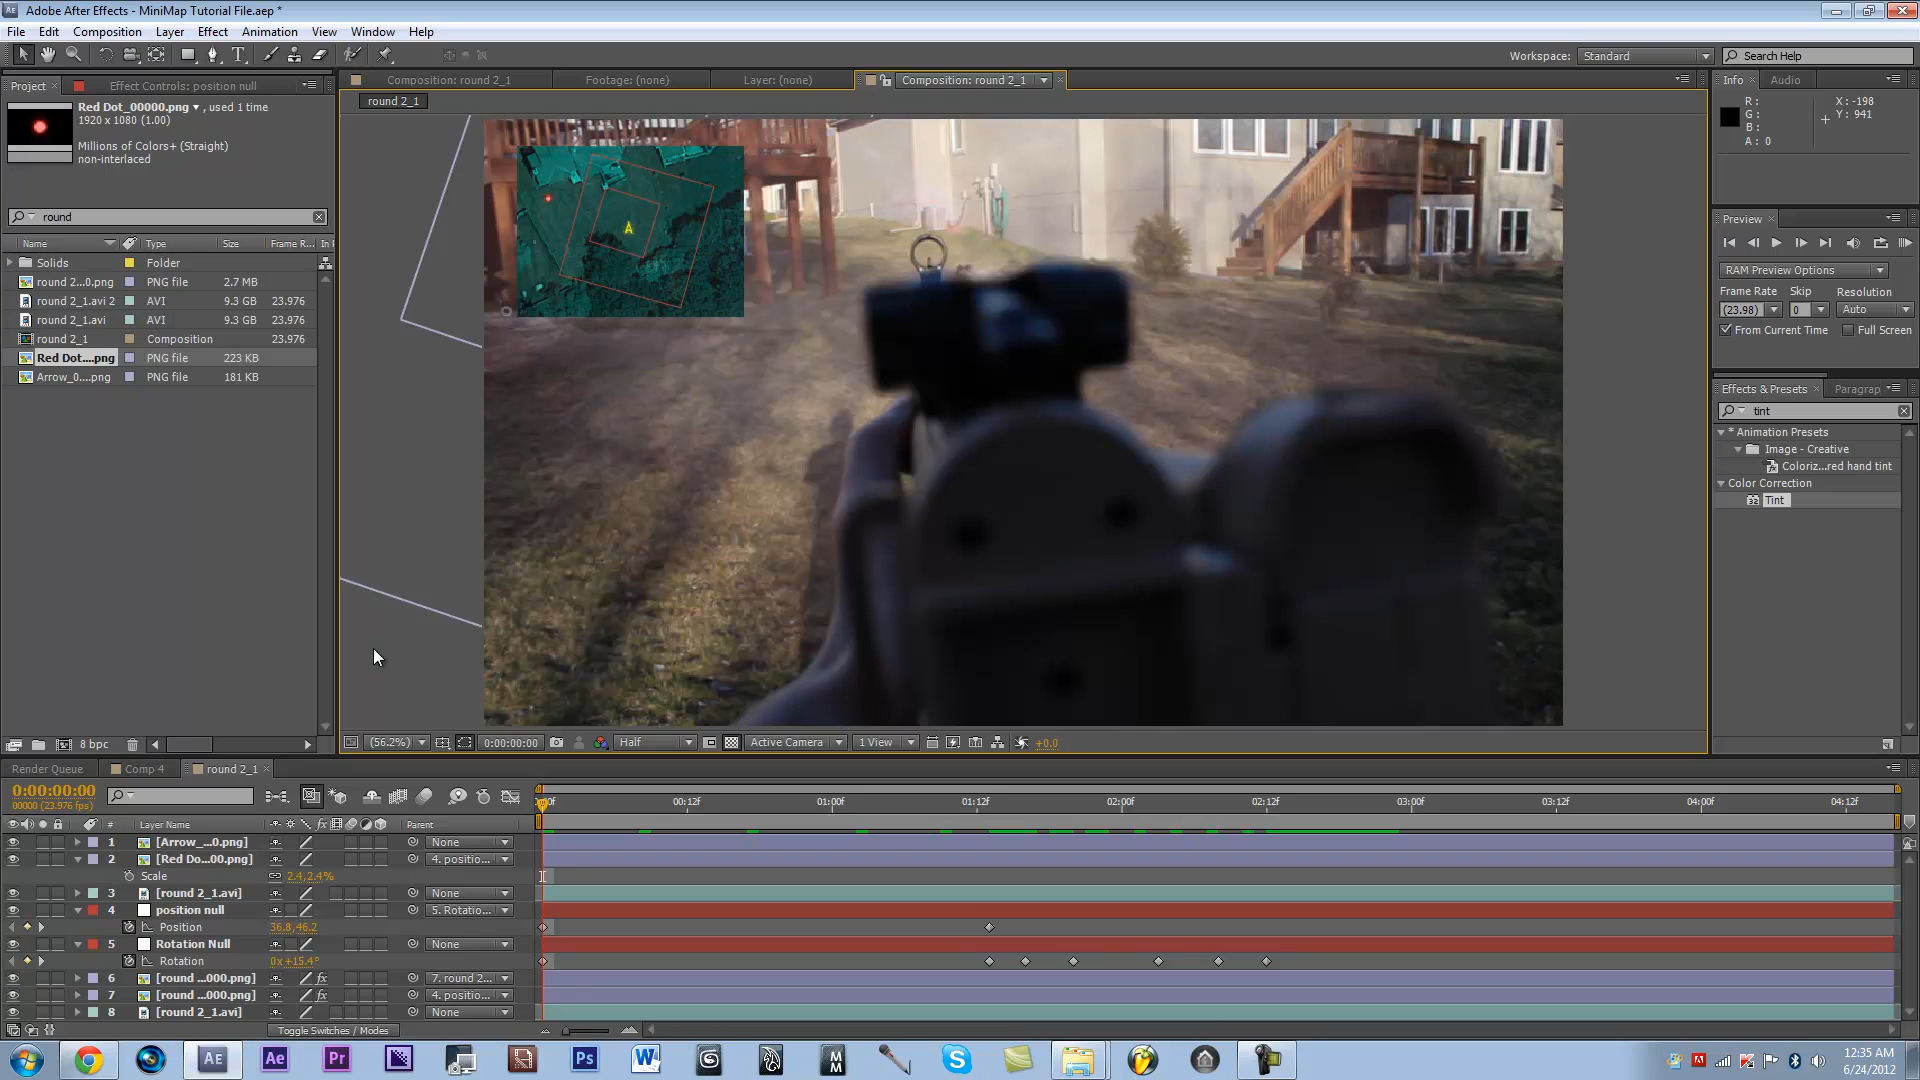 Adobe After Effects - MiniMap Tutorial File.aep *
File Edit Composition Layer Effect Animation View Window Help
Workspace: Standard Search Help
Project Effect Controls: position null
Composition: round 2_1 Footage: (none) Layer: (none) Composition: round 2_1
Info Audio
Red Dot_00000.png , used 1 time
1920 x 1080 (1.00)
Millions of Colors+ (Straight)
non-interlaced
round 2_1
R: X: -198
G: Y: 941
B:
A: 0
round
Name Type Size Frame R... In P
Solids Folder
round 2...0.png PNG file 2.7 MB
round 2_1.avi 2 AVI 9.3 GB 23.976
round 2_1.avi AVI 9.3 GB 23.976
round 2_1 Composition 23.976
Red Dot....png PNG file 223 KB
Arrow_0....png PNG file 181 KB
A
Preview
RAM Preview Options
Frame Rate Skip Resolution
(23.98) 0 Auto
From Current Time Full Screen
Effects & Presets Paragrap
tint
* Animation Presets
Image - Creative
Coloriz...red hand tint
Color Correction
32 Tint
8 bpc
(56.2%) 0:00:00:00 Half Active Camera 1 View +0.0
Render Queue Comp 4 round 2_1
0:00:00:00
00000 (23.976 fps)
00f 00:12f 01:00f 01:12f 02:00f 02:12f 03:00f 03:12f 04:00f 04:12f
# Layer Name fx Parent
1 [Arrow_...0.png] None
2 [Red Do...00.png] 4. positio...
Scale 2.4,2.4%
3 [round 2_1.avi] None
4 position null 5. Rotatio...
Position 36.8,46.2
5 Rotation Null None
Rotation 0x+15.4°
6 [round ...000.png] fx 7. round 2...
7 [round ...000.png] fx 4. positio...
8 [round 2_1.avi] None
Toggle Switches / Modes
AE Ae Pr Ps W S M M S
12:35 AM
6/24/2012